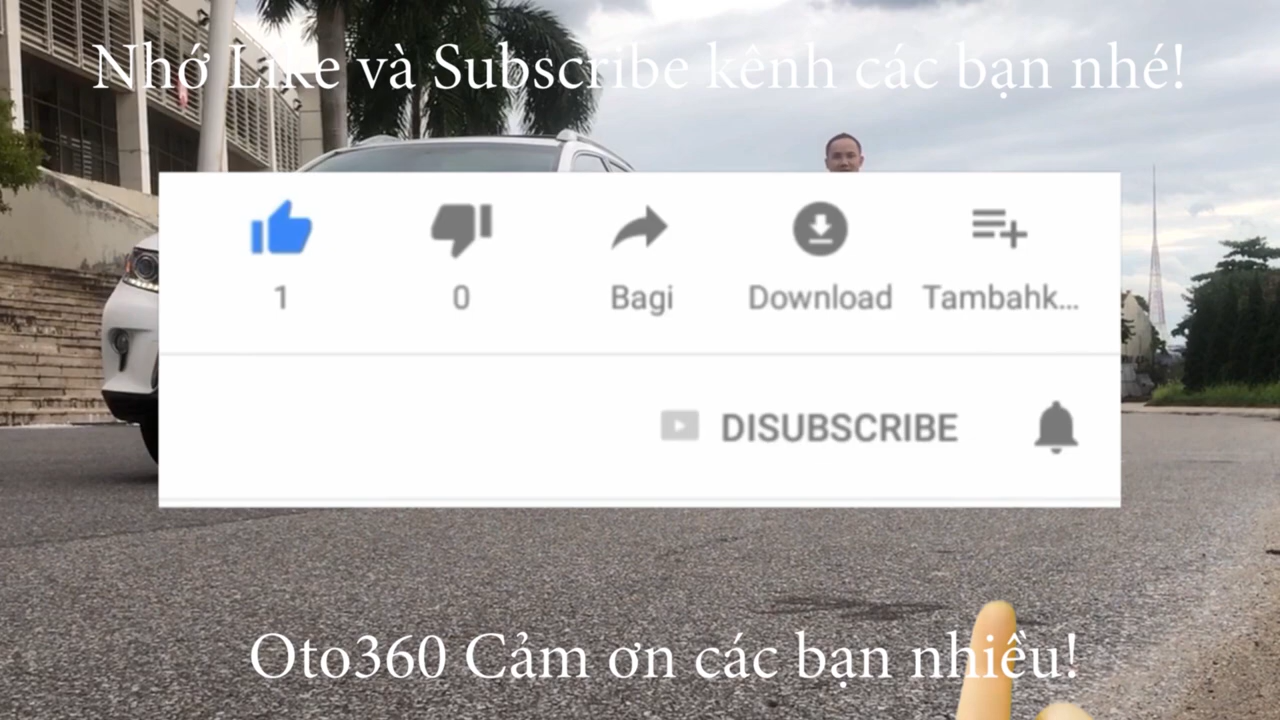 Nhớ Like và Subscribe kênh các bạn nhé!
1 0 Bagi Download Tambahk...
DISUBSCRIBE
Oto360 Cảm ơn các bạn nhiều!